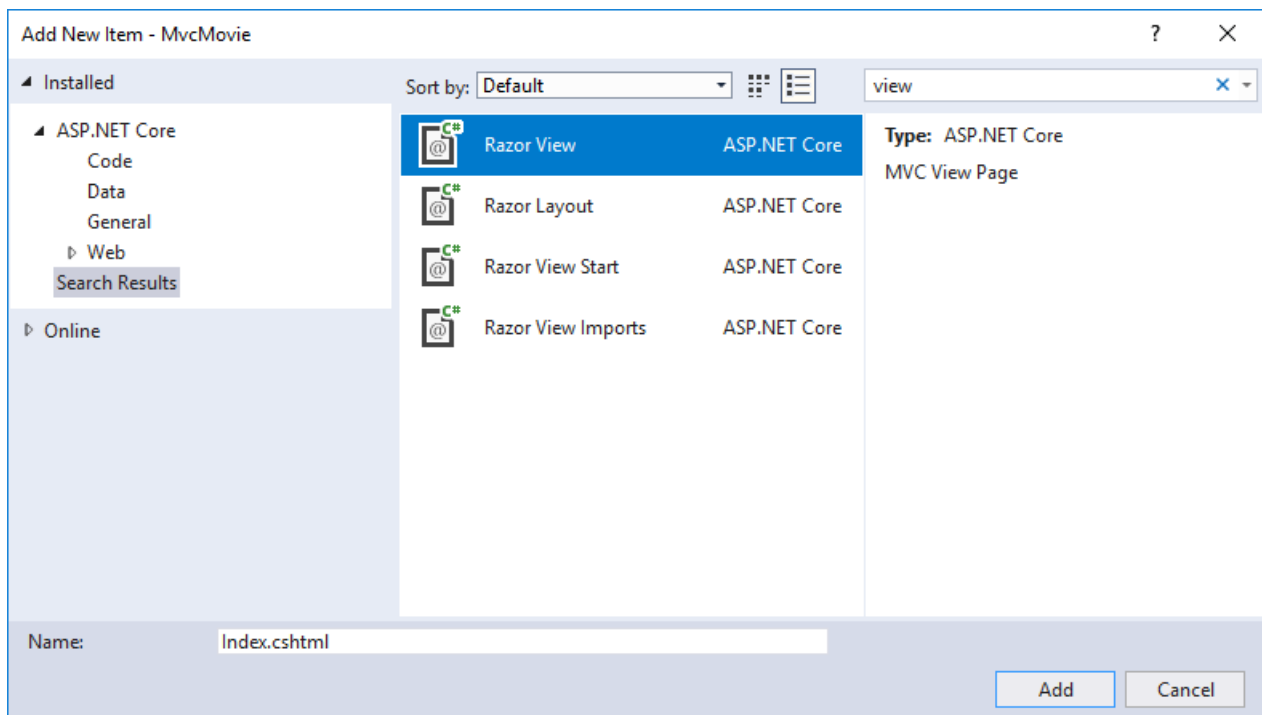 Add New Item - MvcMovie
?
Installed
Sort by: Default
view
ASP.NET Core
Code
Data
General
Web
Search Results
Online
C#
@
Razor View ASP.NET Core
C#
@
Razor Layout ASP.NET Core
C#
@
Razor View Start ASP.NET Core
C#
@
Razor View Imports ASP.NET Core
Type: ASP.NET Core
MVC View Page
Name: Index.cshtml
Add
Cancel